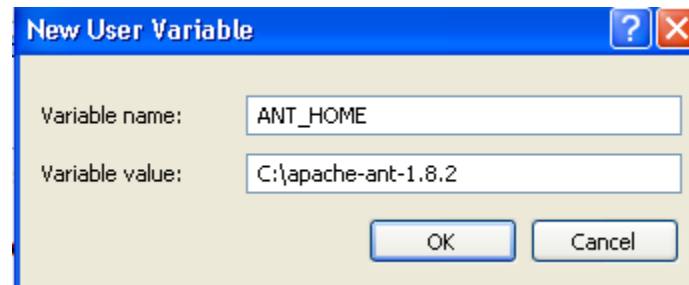 New User Variable
Variable name: ANT_HOME
Variable value: C:\apache-ant-1.8.2
OK Cancel